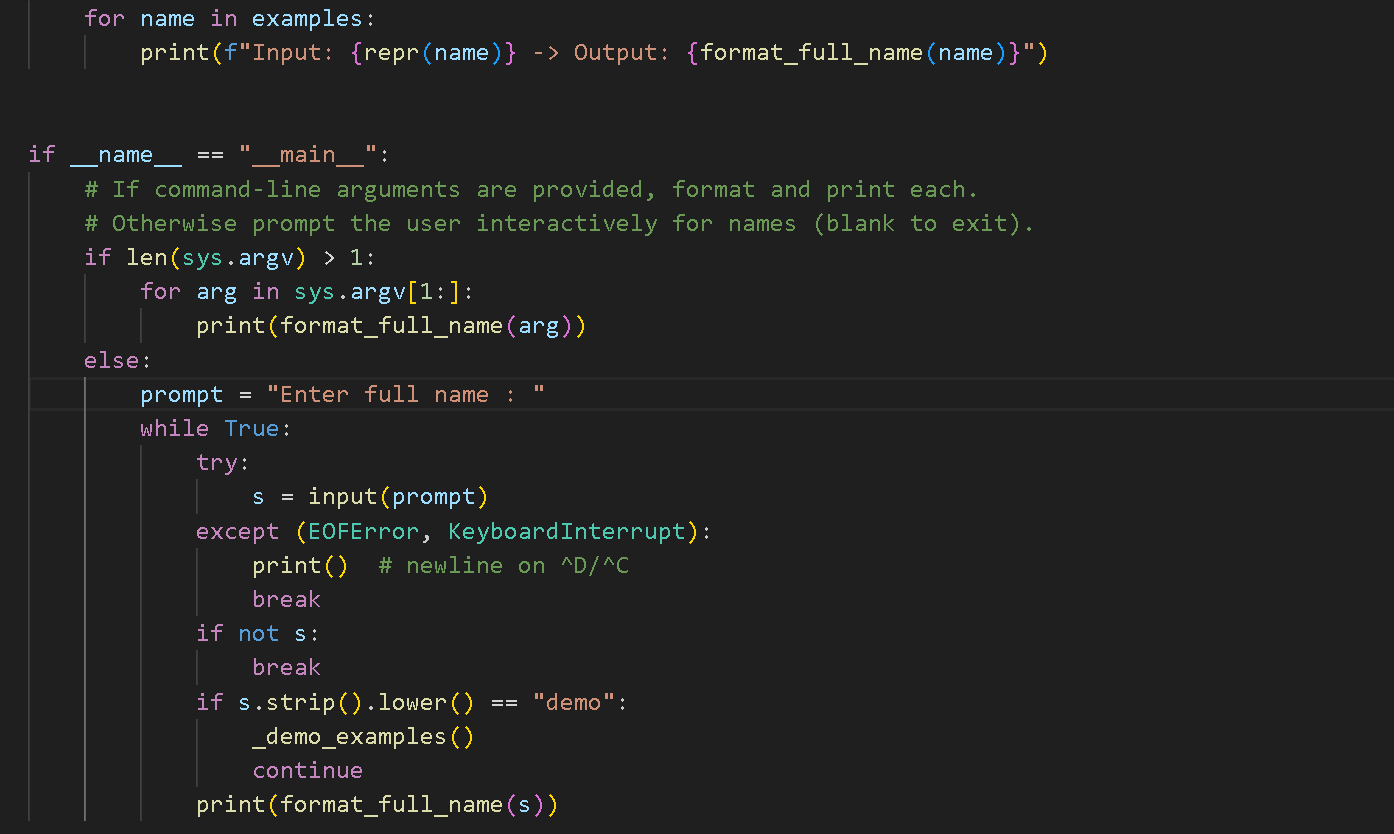 for name in examples:
        print(f"Input: {repr(name)} -> Output: {format_full_name(name)}")


if __name__ == "__main__":
    # If command-line arguments are provided, format and print each.
    # Otherwise prompt the user interactively for names (blank to exit).
    if len(sys.argv) > 1:
        for arg in sys.argv[1:]:
            print(format_full_name(arg))
    else:
        prompt = "Enter full name : "
        while True:
            try:
                s = input(prompt)
            except (EOFError, KeyboardInterrupt):
                print()  # newline on ^D/^C
                break
            if not s:
                break
            if s.strip().lower() == "demo":
                _demo_examples()
                continue
            print(format_full_name(s))